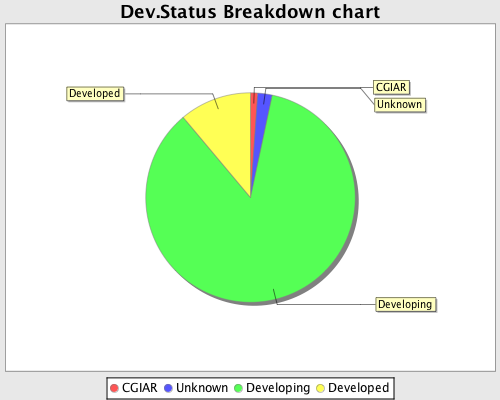 Dev.Status Breakdown chart
CGIAR
Developed
Unknown
Developing
CGIAR Unknown Developing Developed